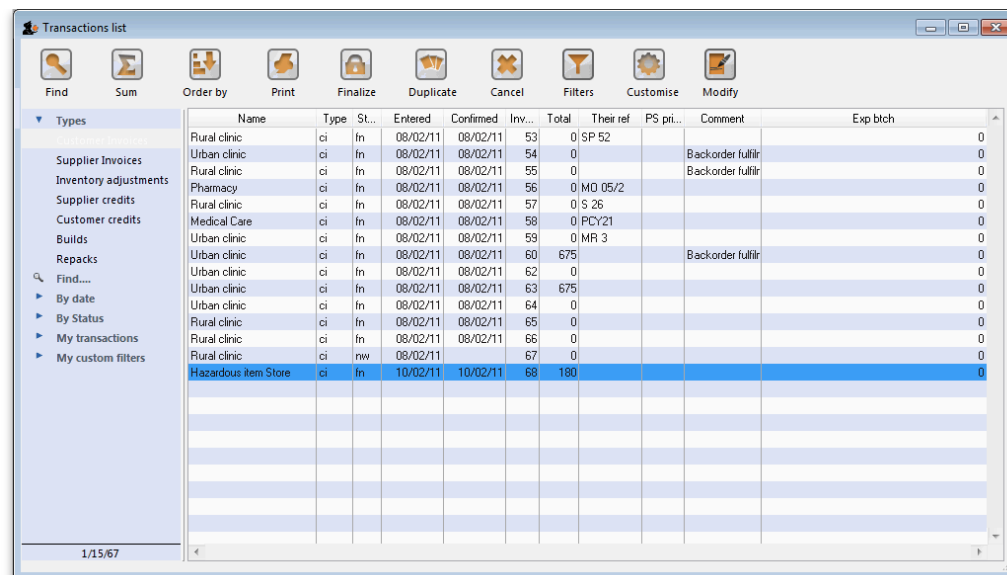 Transactions list
Find Sum Order by Print Finalize Duplicate Cancel Filters Customise Modify
Types
Customer Invoices
Supplier Invoices
Inventory adjustments
Supplier credits
Customer credits
Builds
Repacks
Find....
By date
By Status
My transactions
My custom filters
1/15/67
Name Type St... Entered Confirmed Inv... Total Their ref PS pri... Comment Exp btch
Rural clinic ci fn 08/02/11 08/02/11 53 0 SP 52 0
Urban clinic ci fn 08/02/11 08/02/11 54 0 Backorder fulfilr 0
Rural clinic ci fn 08/02/11 08/02/11 55 0 Backorder fulfilr 0
Pharmacy ci fn 08/02/11 08/02/11 56 0 MO 05/2 0
Rural clinic ci fn 08/02/11 08/02/11 57 0 S 26 0
Medical Care ci fn 08/02/11 08/02/11 58 0 PCY21 0
Urban clinic ci fn 08/02/11 08/02/11 59 0 MR 3 0
Urban clinic ci fn 08/02/11 08/02/11 60 675 Backorder fulfilr 0
Urban clinic ci fn 08/02/11 08/02/11 62 0 0
Urban clinic ci fn 08/02/11 08/02/11 63 675 0
Urban clinic ci fn 08/02/11 08/02/11 64 0 0
Rural clinic ci fn 08/02/11 08/02/11 65 0 0
Rural clinic ci fn 08/02/11 08/02/11 66 0 0
Rural clinic ci nw 08/02/11 67 0 0
Hazardous item Store ci fn 10/02/11 10/02/11 68 180 0